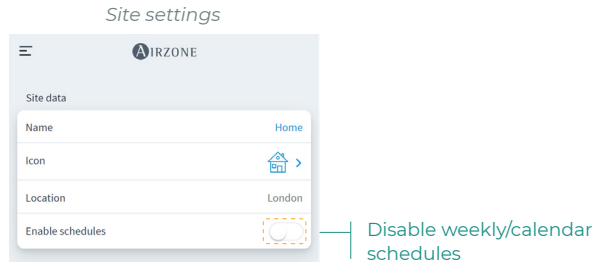 Site settings
AIRZONE
Site data
Name Home
Icon
Location London
Enable schedules
Disable weekly/calendar
schedules